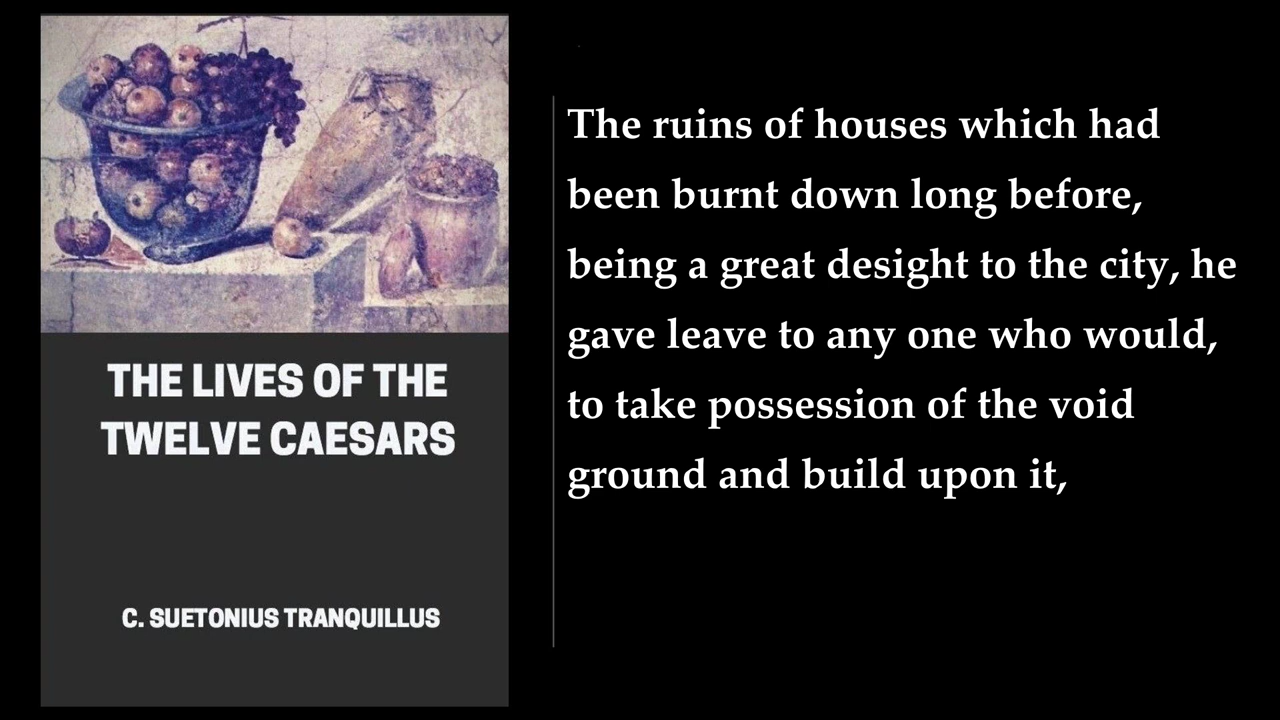 THE LIVES OF THE
TWELVE CAESARS
C. SUETONIUS TRANQUILLUS
The ruins of houses which had
been burnt down long before,
being a great desight to the city, he
gave leave to any one who would,
to take possession of the void
ground and build upon it,